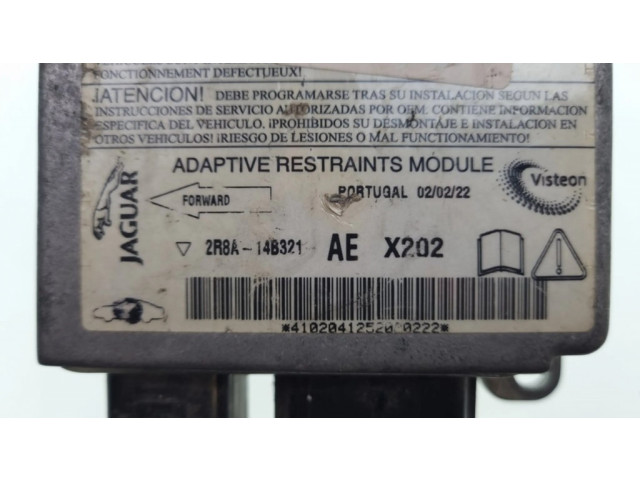 FONCTIONNEMENT DEFECTUEUX!
¡ATENCION! DEBE PROGRAMARSE TRAS SU INSTALACION SEGUN LAS
INSTRUCCIONES DE SERVICIO AUTORIZADAS POR OEM. CONTIENE INFORMACION
ESPECIFICA DEL VEHICULO. ¡PROHIBIDOS SU DESMONTAJE E INSTALACION EN
OTROS VEHICULOS! ¡RIESGO DE LESIONES O MAL FUNCIONAMIENTO!
ADAPTIVE RESTRAINTS MODULE
JAGUAR
FORWARD
PORTUGAL 02/02/22
Visteon
2R8A-14B321 AE X202